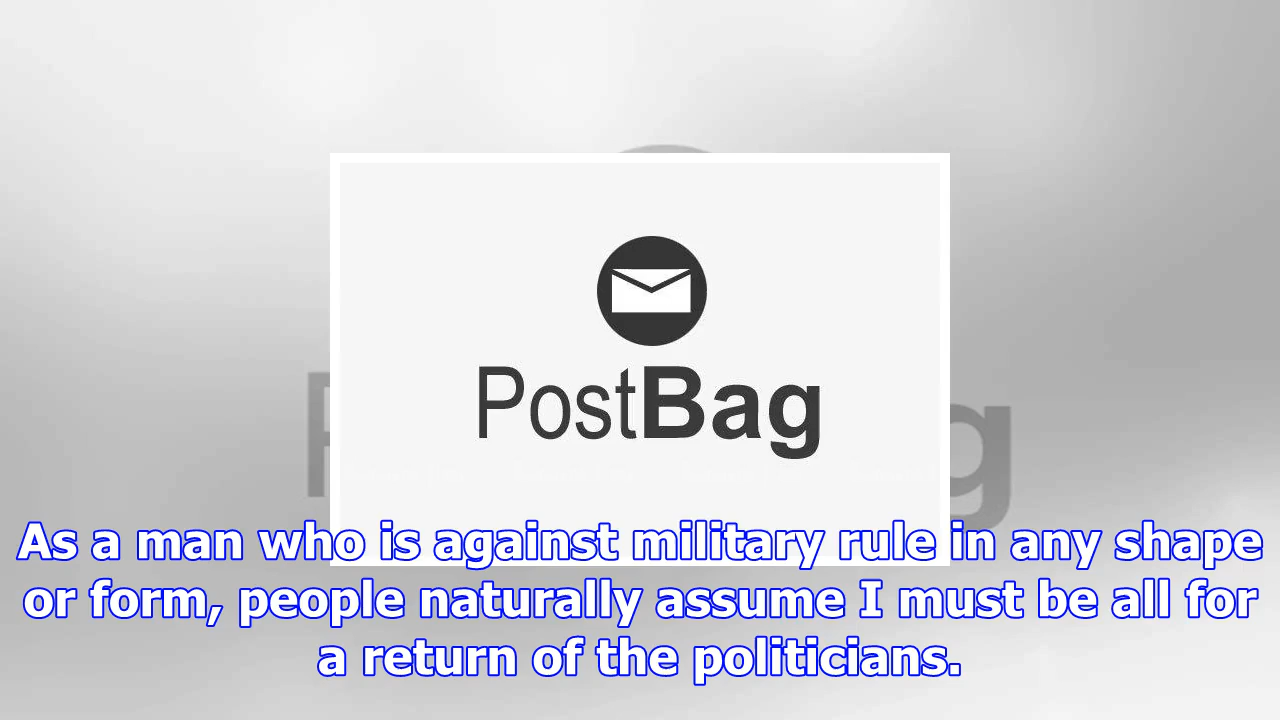 PostBag
As a man who is against military rule in any shape
or form, people naturally assume I must be all for
a return of the politicians.